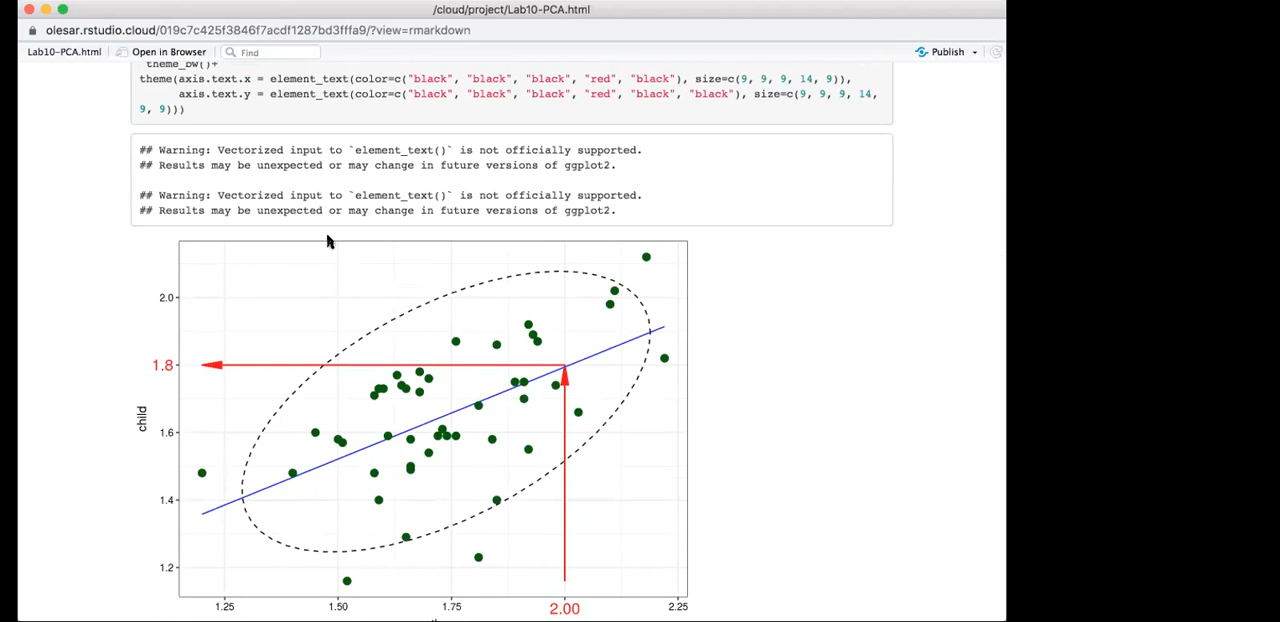 /cloud/project/Lab10-PCA.html
olesar.rstudio.cloud/019c7c425f3846f7acdf1287bd3fffa9/?view=rmarkdown
Lab10-PCA.html Open in Browser Find Publish
theme_bw()+
theme(axis.text.x = element_text(color=c("black", "black", "black", "red", "black"), size=c(9, 9, 9, 14, 9)),
axis.text.y = element_text(color=c("black", "black", "black", "red", "black", "black"), size=c(9, 9, 9, 14,
9, 9)))
## Warning: Vectorized input to `element_text()` is not officially supported.
## Results may be unexpected or may change in future versions of ggplot2.
## Warning: Vectorized input to `element_text()` is not officially supported.
## Results may be unexpected or may change in future versions of ggplot2.
2.0
1.8
1.6
1.4
1.2
child
1.25 1.50 1.75 2.00 2.25